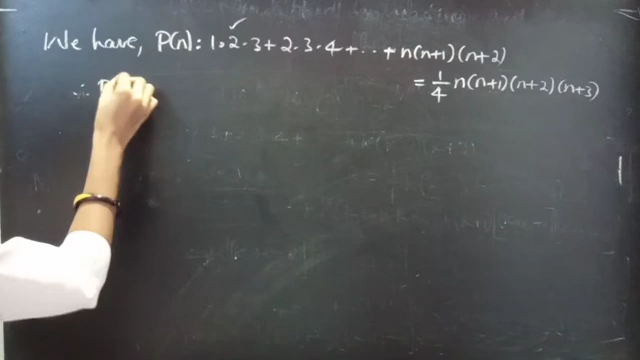 We have, P(n): 1·2·3 + 2·3·4 + ··· + n(n+1)(n+2)
= 1/4 n(n+1)(n+2)(n+3)
∴ P